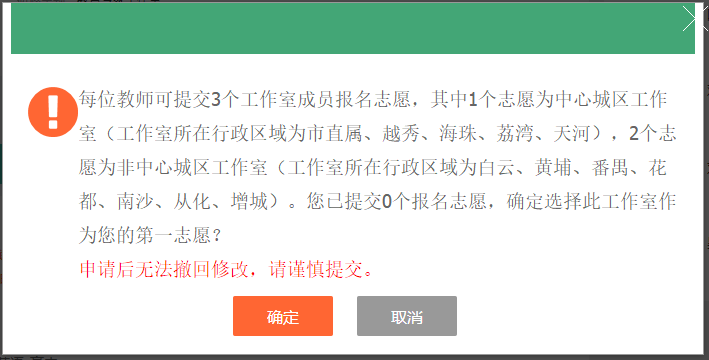 每位教师可提交3个工作室成员报名志愿，其中1个志愿为中心城区工作
室（工作室所在行政区域为市直属、越秀、海珠、荔湾、天河），2个志
愿为非中心城区工作室（工作室所在行政区域为白云、黄埔、番禺、花
都、南沙、从化、增城）。您已提交0个报名志愿，确定选择此工作室作
为您的第一志愿？
申请后无法撤回修改，请谨慎提交。
确定 取消